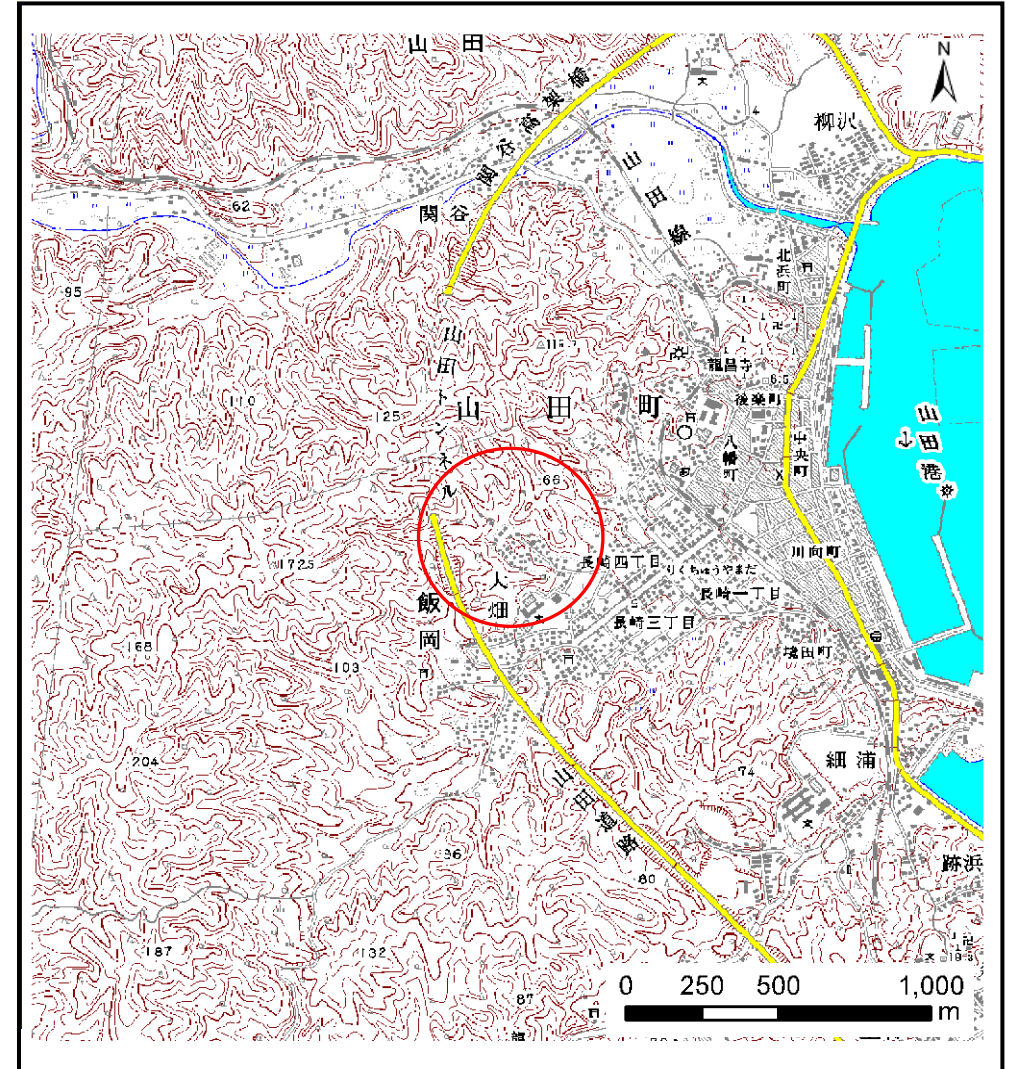 山田
N
柳沢
関谷高架橋
山田線
62
関谷
北浜町
95
山田トンネル
龍昌寺
6.5
後楽町
110
125
山田町
八幡町
中央町
山田港
66
1725
長崎四丁目
りくちゅうやまだ
川向町
長崎一丁目
大畑
飯岡
長崎三丁目
境田町
168
103
204
細浦
74
山田道路
96
80
跡浜
187
132
87
0 250 500 1,000
m